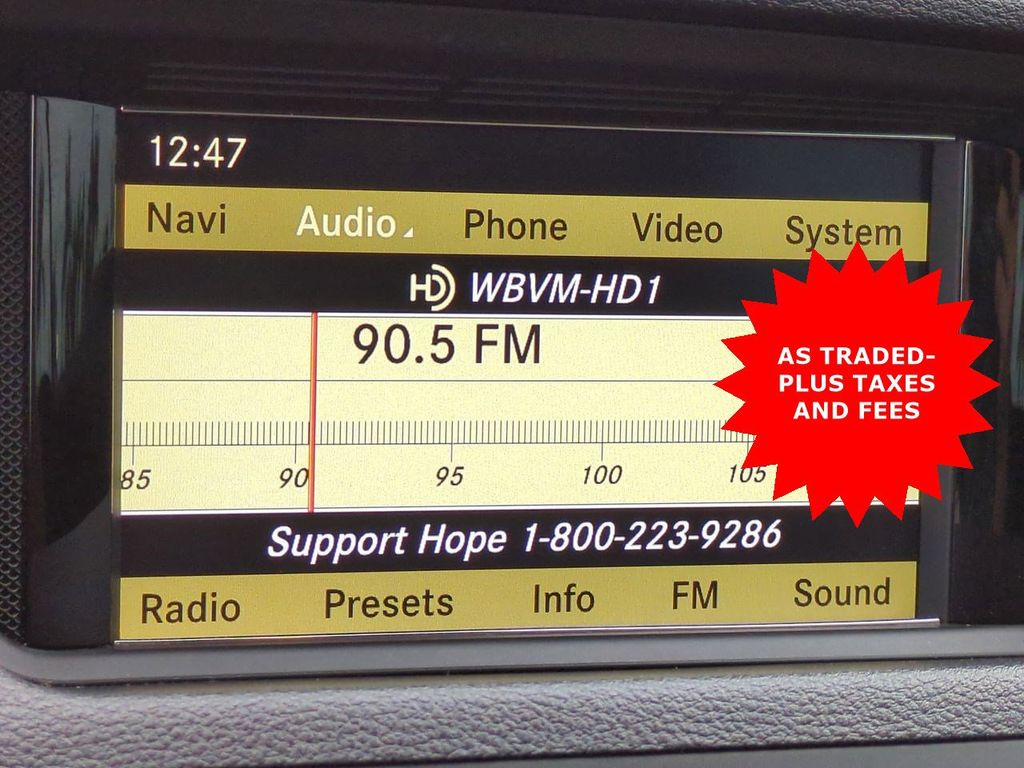 12:47
Navi Audio Phone Video System
HD WBVM-HD1
90.5 FM
85 90 95 100 105
Support Hope 1-800-223-9286
Radio Presets Info FM Sound
AS TRADED-
PLUS TAXES
AND FEES